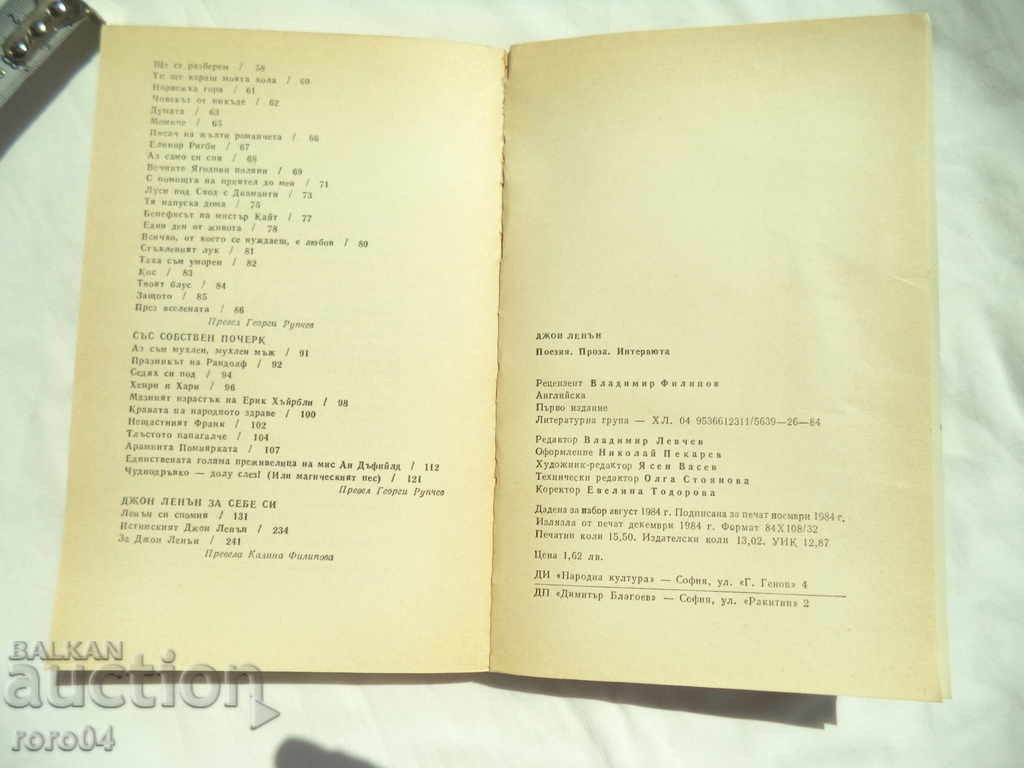 Ще се разберем / 58
Ти ще караш моята кола / 60
Норвежка гора / 61
Човекът от никъде / 62
Думата / 63
Момиче / 65
Писач на жълти романчета / 66
Елинор Ригби / 67
Аз само си спя / 68
Вечните Ягодови поляни / 69
С помощта на приятел до мен / 71
Луси под Свод с Диаманти / 73
Тя напуска дома / 75
Бенефисът на мистър Кайт / 77
Един ден от живота / 78
Всичко, от което се нуждаеш, е любов / 80
Стъкленият лук / 81
Така съм уморен / 82
Кос / 83
Твоят блус / 84
Защото / 85
През вселената / 86
Превел Георги Рупчев
СЪС СОБСТВЕН ПОЧЕРК
Аз съм мухлен, мухлен мъж / 91
Празникът на Рандолф / 92
Седях си под / 94
Хенри и Хари / 96
Мазният израстък на Ерик Хъйрбли / 98
Кравата на народното здраве / 100
Нещастният Франк / 102
Тлъстото папагалче / 104
Арамнита Помиярката / 107
Единствената голяма преживелица на мис Ан Дъфийлд / 112
Чуднодръвко — долу слез! (Или магическият пес) / 121
Превел Георги Рупчев
ДЖОН ЛЕНЪН ЗА СЕБЕ СИ
Ленън си спомня / 131
Истинският Джон Ленън / 234
За Джон Ленън / 241
Превела Калина Филипова
ДЖОН ЛЕНЪН
Поезия. Проза. Интервюта
Рецензент Владимир Филипов
Английска
Първо издание
Литературна група — ХЛ. 04 9536612311/5639—26—84
Редактор Владимир Левчев
Оформление Николай Пекарев
Художник-редактор Ясен Васев
Технически редактор Олга Стоянова
Коректор Евелина Тодорова
Дадена за набор август 1984 г. Подписана за печат ноември 1984 г.
Излязла от печат декември 1984 г. Формат 84Х108/32
Печатни коли 15,50. Издателски коли 13,02. УИК 12,87
Цена 1,62 лв.
ДИ «Народна култура» — София, ул. «Г. Генов» 4
ДП «Димитър Благоев» — София, ул. «Ракитин» 2
BALKAN
auction
roro04